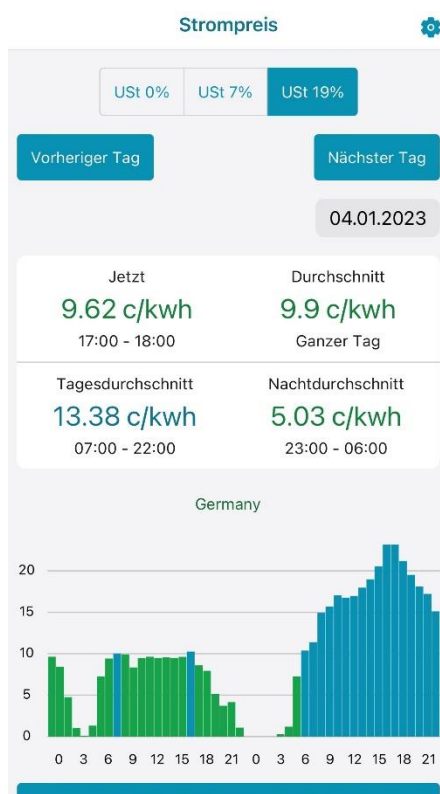 Strompreis
USt 0% USt 7% USt 19%
Vorheriger Tag Nächster Tag
04.01.2023
Jetzt Durchschnitt
9.62 c/kwh 9.9 c/kwh
17:00 - 18:00 Ganzer Tag
Tagesdurchschnitt Nachtdurchschnitt
13.38 c/kwh 5.03 c/kwh
07:00 - 22:00 23:00 - 06:00
Germany
20
15
10
5
0
0 3 6 9 12 15 18 21 0 3 6 9 12 15 18 21